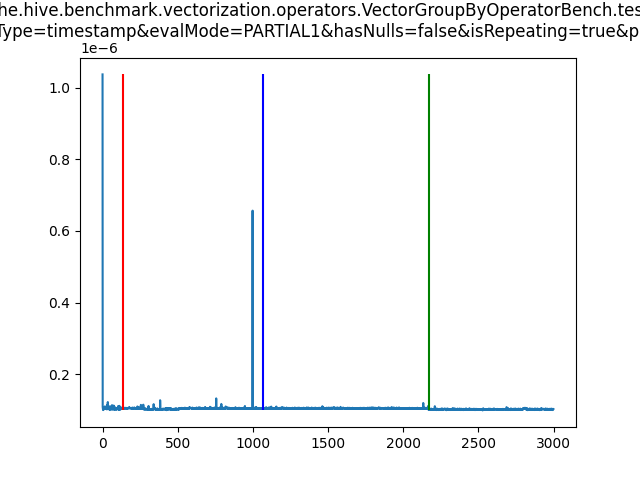 he.hive.benchmark.vectorization.operators.VectorGroupByOperatorBench.tes
Type=timestamp&evalMode=PARTIAL1&hasNulls=false&isRepeating=true&p
1e−6
1.0
0.8
0.6
0.4
0.2
0 500 1000 1500 2000 2500 3000